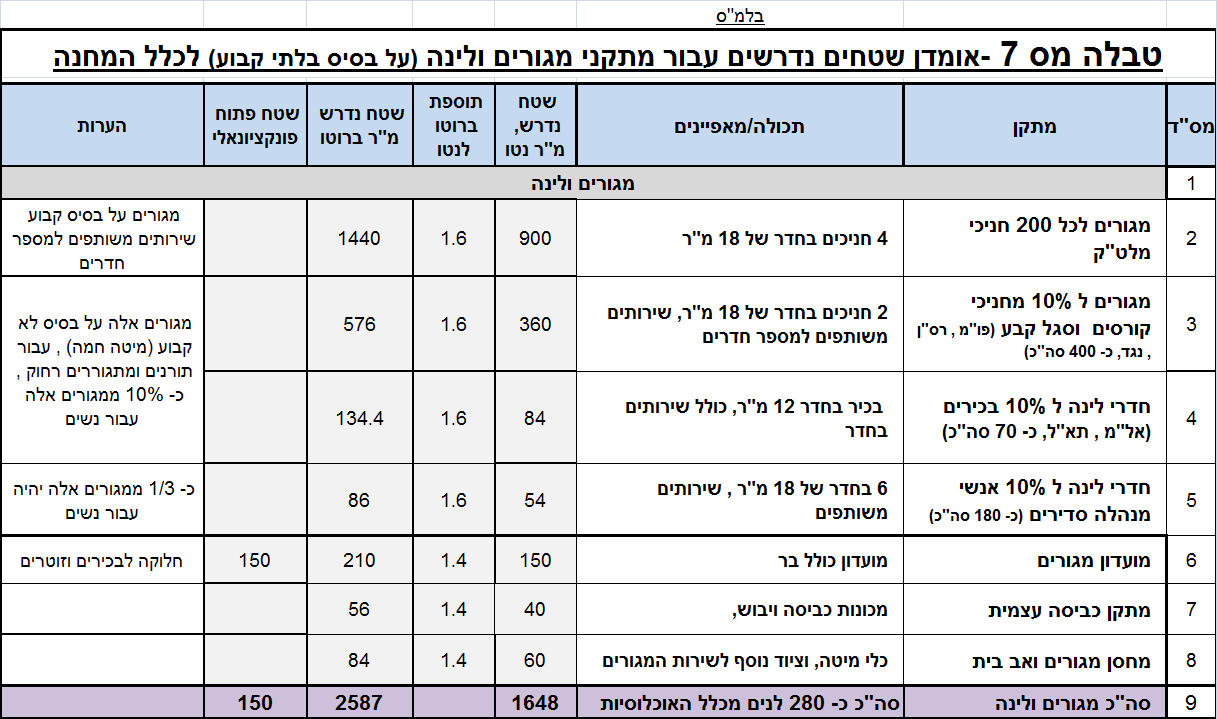 בלמ"ס
טבלה מס 7 -אומדן שטחים נדרשים עבור מתקני מגורים ולינה (על בסיס בלתי קבוע) לכלל המחנה
מס"ד מתקן תכולה/מאפיינים שטח נדרש, מ"ר נטו תוספת ברוטו לנטו שטח נדרש מ"ר ברוטו שטח פתוח פונקציונאלי הערות
1 מגורים ולינה
2 מגורים לכל 200 חניכי מלט"ק 4 חניכים בחדר של 18 מ"ר 900 1.6 1440 מגורים על בסיס קבוע שירותים משותפים למספר חדרים
3 מגורים ל 10% מחניכי קורסים וסגל קבע (פו"מ , רס"ן , נגד, כ- 400 סה"כ) 2 חניכים בחדר של 18 מ"ר, שירותים משותפים למספר חדרים 360 1.6 576 מגורים אלה על בסיס לא קבוע (מיטה חמה) , עבור תורנים ומתגוררים רחוק , כ- 10% ממגורים אלה עבור נשים
4 חדרי לינה ל 10% בכירים (אל"מ , תא"ל, כ- 70 סה"כ) בכיר בחדר 12 מ"ר, כולל שירותים בחדר 84 1.6 134.4
5 חדרי לינה ל 10% אנשי מנהלה סדירים (כ- 180 סה"כ) 6 בחדר של 18 מ"ר , שירותים משותפים 54 1.6 86 כ- 1/3 ממגורים אלה יהיה עבור נשים
6 מועדון מגורים מועדון כולל בר 150 1.4 210 150 חלוקה לבכירים וזוטרים
7 מתקן כביסה עצמית מכונות כביסה ויבוש, 40 1.4 56
8 מחסן מגורים ואב בית כלי מיטה, וציוד נוסף לשירות המגורים 60 1.4 84
9 סה"כ מגורים ולינה סה"כ כ- 280 לנים מכלל האוכלוסיות 1648 2587 150